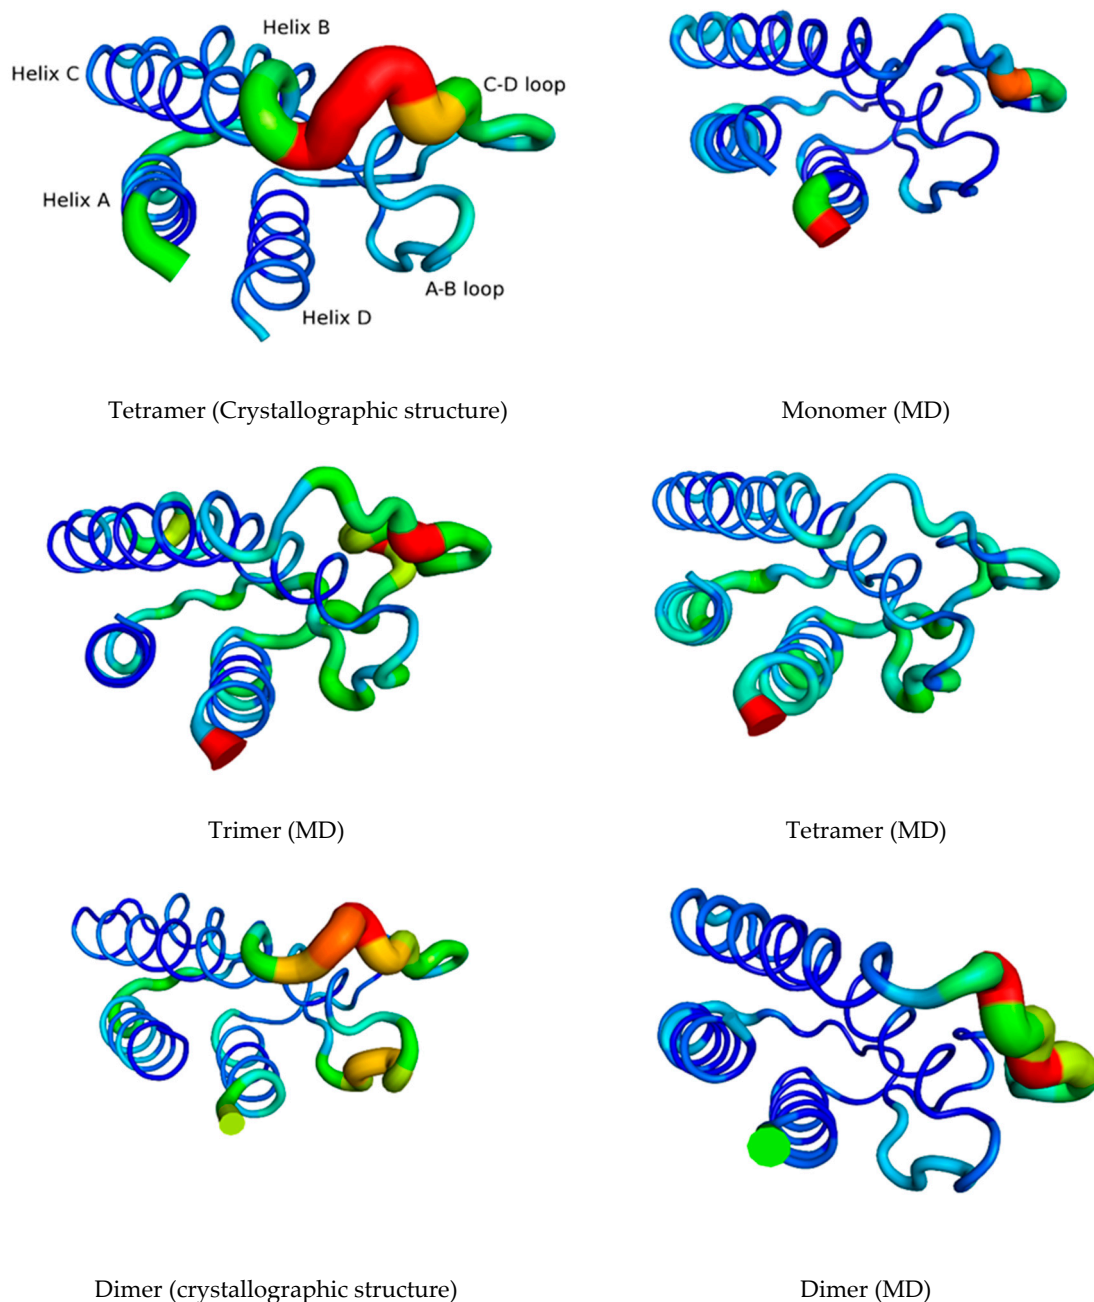 Helix B
Helix C
C-D loop
Helix A
A-B loop
Helix D
Tetramer (Crystallographic structure)
Monomer (MD)
Trimer (MD)
Tetramer (MD)
Dimer (crystallographic structure)
Dimer (MD)